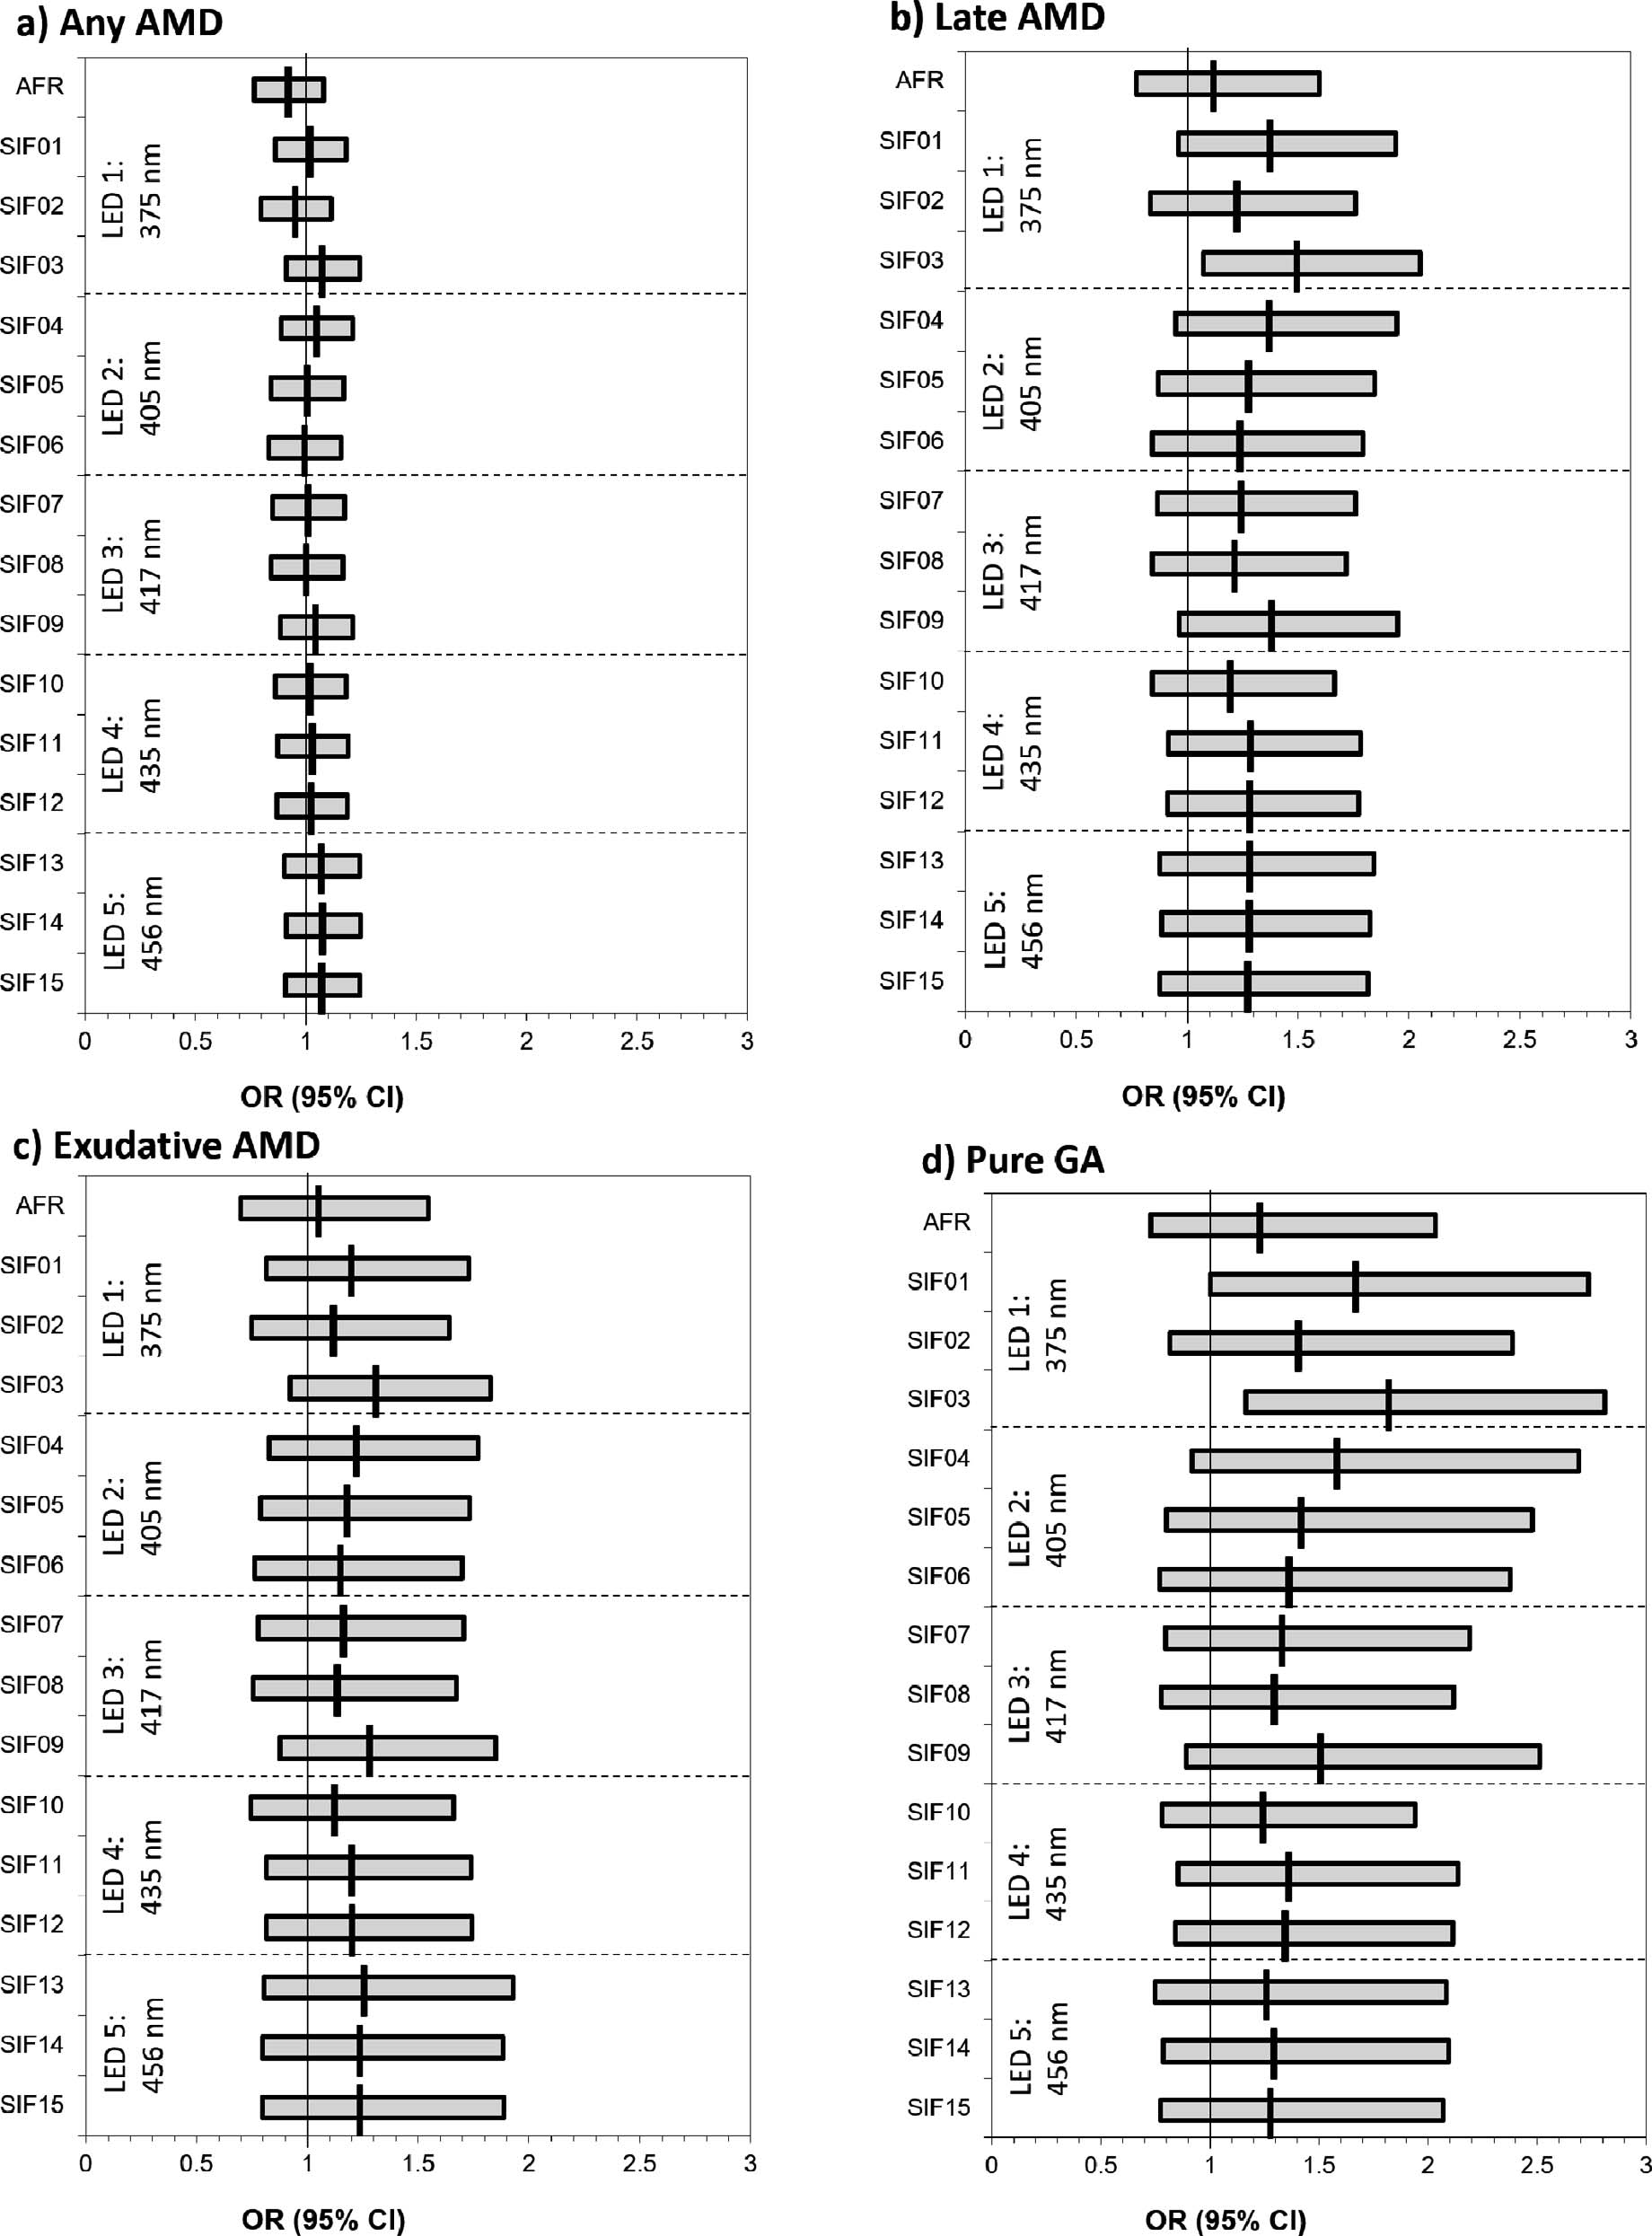 a) Any AMD
AFR
SIF01
SIF02
SIF03
SIF04
SIF05
SIF06
SIF07
SIF08
SIF09
SIF10
SIF11
SIF12
SIF13
SIF14
SIF15
LED 1:
375 nm
LED 2:
405 nm
LED 3:
417 nm
LED 4:
435 nm
LED 5:
456 nm
0 0.5 1 1.5 2 2.5 3
OR (95% CI)
b) Late AMD
AFR
SIF01
SIF02
SIF03
SIF04
SIF05
SIF06
SIF07
SIF08
SIF09
SIF10
SIF11
SIF12
SIF13
SIF14
SIF15
LED 1:
375 nm
LED 2:
405 nm
LED 3:
417 nm
LED 4:
435 nm
LED 5:
456 nm
0 0.5 1 1.5 2 2.5 3
OR (95% CI)
c) Exudative AMD
AFR
SIF01
SIF02
SIF03
SIF04
SIF05
SIF06
SIF07
SIF08
SIF09
SIF10
SIF11
SIF12
SIF13
SIF14
SIF15
LED 1:
375 nm
LED 2:
405 nm
LED 3:
417 nm
LED 4:
435 nm
LED 5:
456 nm
0 0.5 1 1.5 2 2.5 3
OR (95% CI)
d) Pure GA
AFR
SIF01
SIF02
SIF03
SIF04
SIF05
SIF06
SIF07
SIF08
SIF09
SIF10
SIF11
SIF12
SIF13
SIF14
SIF15
LED 1:
375 nm
LED 2:
405 nm
LED 3:
417 nm
LED 4:
435 nm
LED 5:
456 nm
0 0.5 1 1.5 2 2.5 3
OR (95% CI)